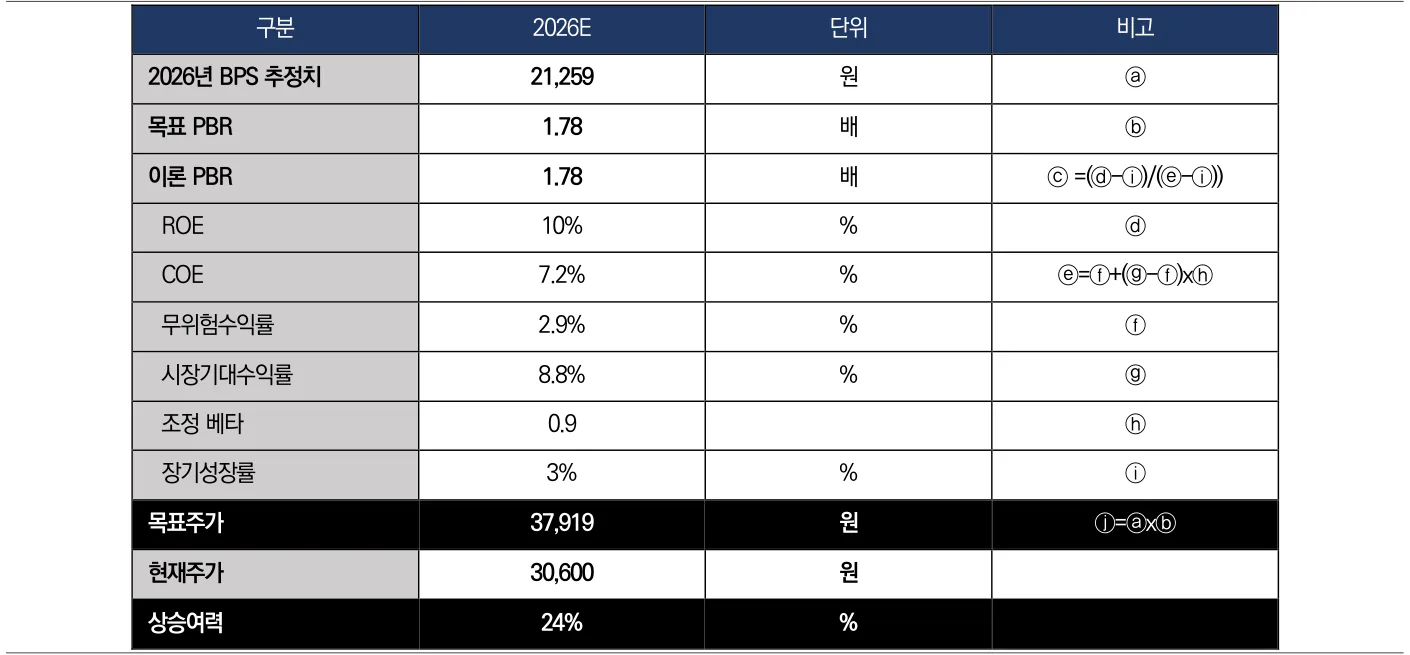 구분 2026E 단위 비고
2026년 BPS 추정치 21,259 원 ⓐ
목표 PBR 1.78 배 ⓑ
이론 PBR 1.78 배 ⓒ =(ⓓ-ⓘ)/(ⓔ-ⓘ))
ROE 10% % ⓓ
COE 7.2% % ⓔ=ⓕ+(ⓖ-ⓕ)xⓗ
무위험수익률 2.9% % ⓕ
시장기대수익률 8.8% % ⓖ
조정 베타 0.9 ⓗ
장기성장률 3% % ⓘ
목표주가 37,919 원 ⓙ=ⓐxⓑ
현재주가 30,600 원
상승여력 24% %